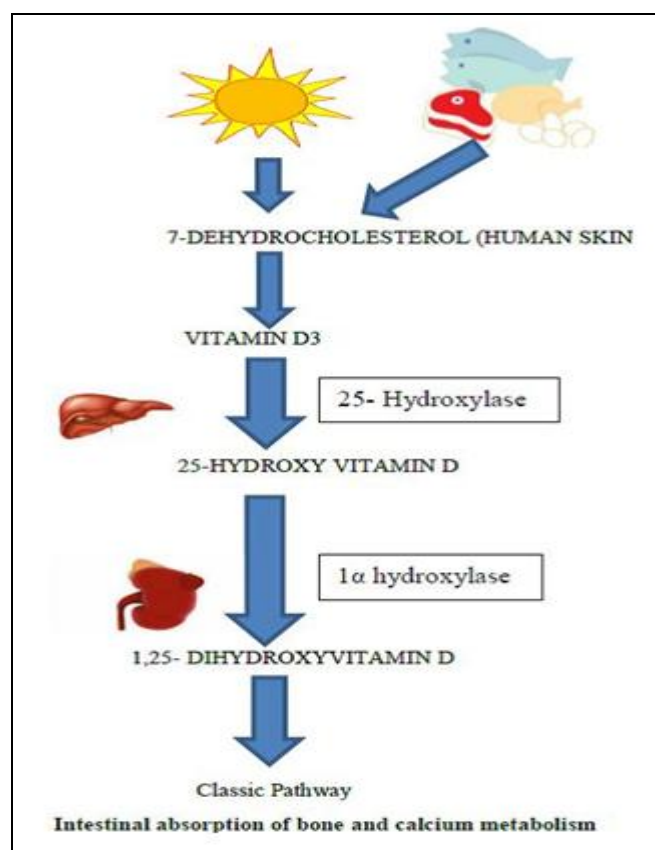 7-DEHYDROCHOLESTEROL (HUMAN SKIN
VITAMIN D3
25- Hydroxylase
25-HYDROXY VITAMIN D
1α hydroxylase
1,25- DIHYDROXYVITAMIN D
Classic Pathway
Intestinal absorption of bone and calcium metabolism